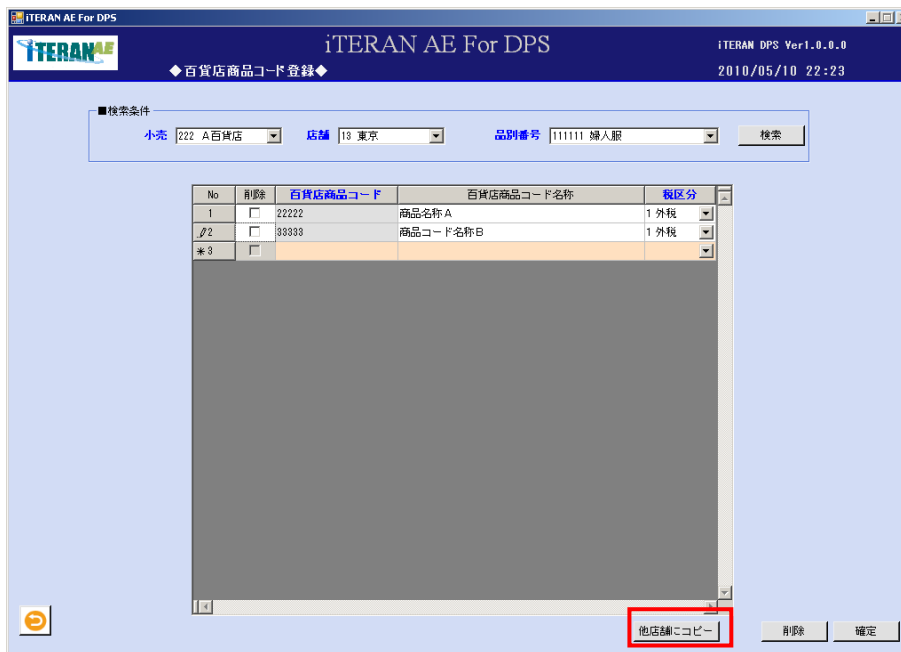 iTERAN AE For DPS
iTERAN AE
iTERAN AE For DPS
iTERAN DPS Ver1.0.0.0
◆百貨店商品コード登録◆
2010/05/10 22:23
■検索条件
小売 222 A百貨店 店舗 13 東京 品別番号 111111 婦人服 検索
No 削除 百貨店商品コード 百貨店商品コード名称 税区分
1 22222 商品名称A 1 外税
2 33333 商品コード名称B 1 外税
*3
他店舗にコピー 削除 確定